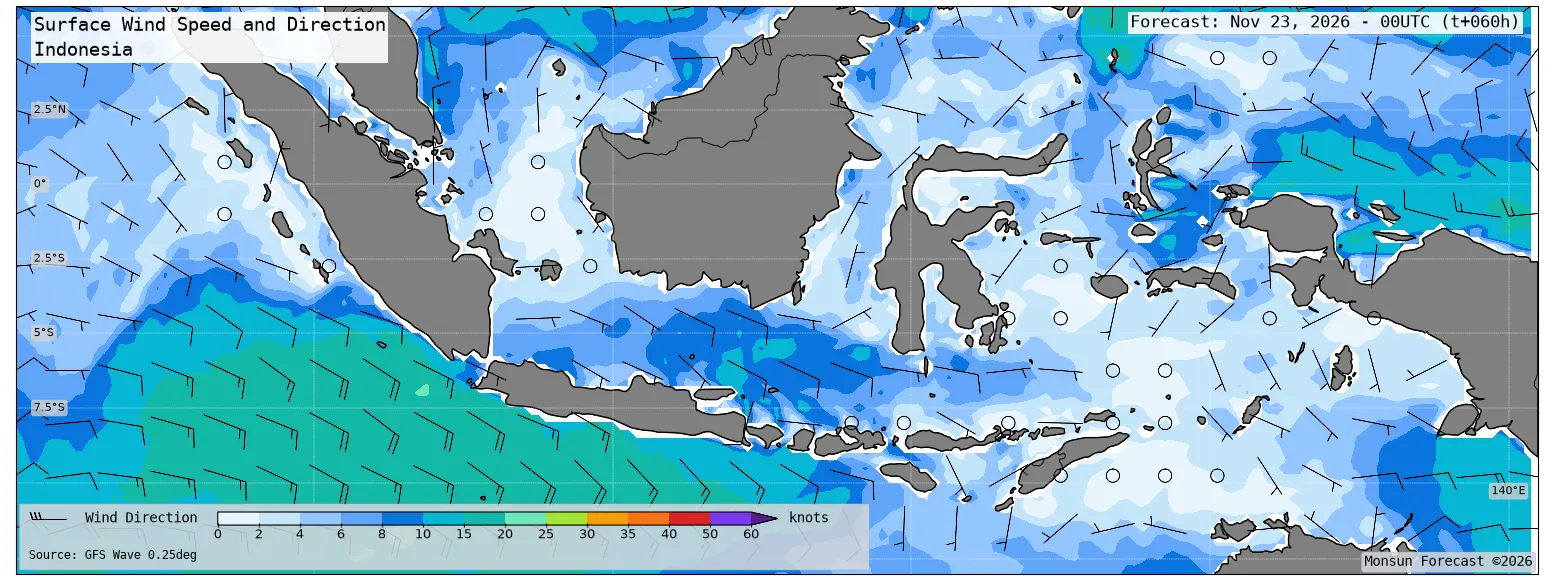 Surface Wind Speed and Direction
Indonesia
Forecast: Nov 23, 2026 - 00UTC (t+060h)
2.5°N
0°
2.5°S
5°S
7.5°S
140°E
Wind Direction
0 2 4 6 8 10 15 20 25 30 35 40 50 60
knots
Source: GFS Wave 0.25deg
Monsun Forecast ©2026